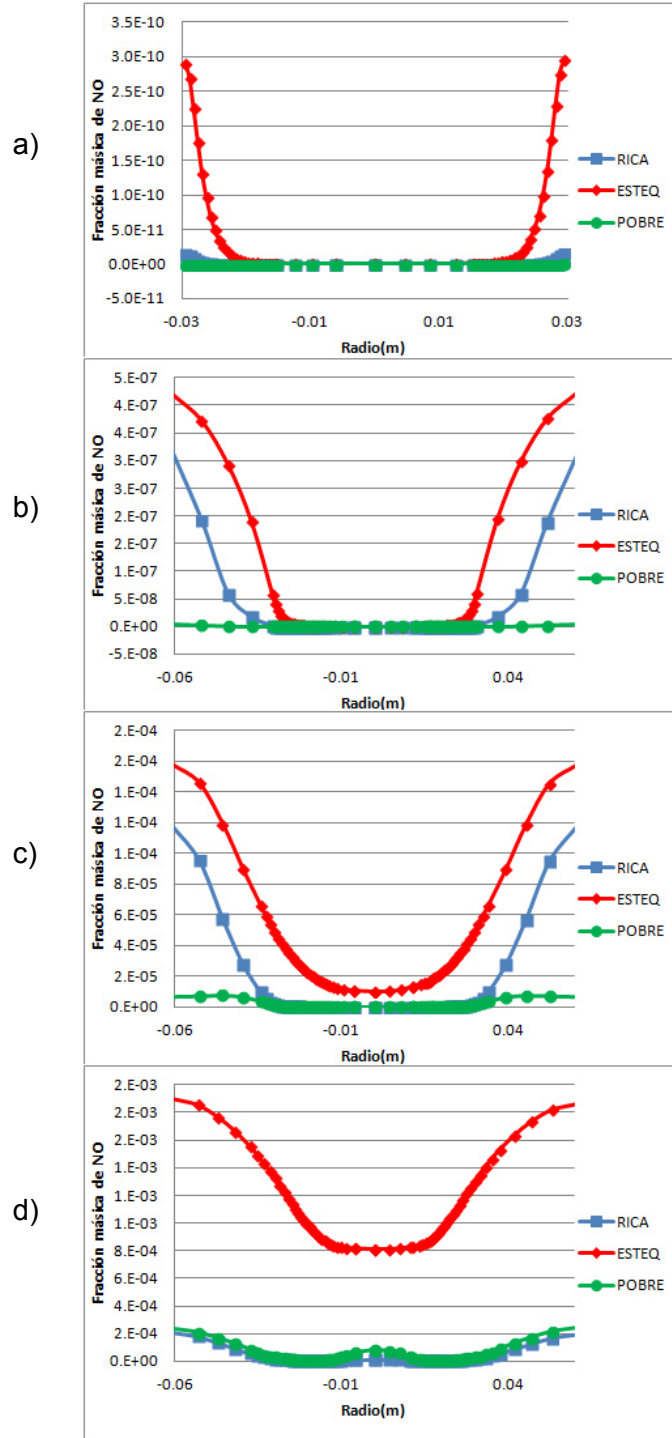 a)
Fracción másica de NO
3.5E-10
3.0E-10
2.5E-10
2.0E-10
1.5E-10
1.0E-10
5.0E-11
0.0E+00
-5.0E-11
-0.03 -0.01 0.01 0.03
Radio(m)
RICA
ESTEQ
POBRE
b)
Fracción másica de NO
5.E-07
4.E-07
4.E-07
3.E-07
3.E-07
2.E-07
2.E-07
1.E-07
5.E-08
0.E+00
-5.E-08
-0.06 -0.01 0.04
Radio(m)
RICA
ESTEQ
POBRE
c)
Fracción másica de NO
2.E-04
2.E-04
1.E-04
1.E-04
1.E-04
8.E-05
6.E-05
4.E-05
2.E-05
0.E+00
-0.06 -0.01 0.04
Radio(m)
RICA
ESTEQ
POBRE
d)
Fracción másica de NO
2.E-03
2.E-03
2.E-03
1.E-03
1.E-03
1.E-03
8.E-04
6.E-04
4.E-04
2.E-04
0.E+00
-0.06 -0.01 0.04
Radio(m)
RICA
ESTEQ
POBRE